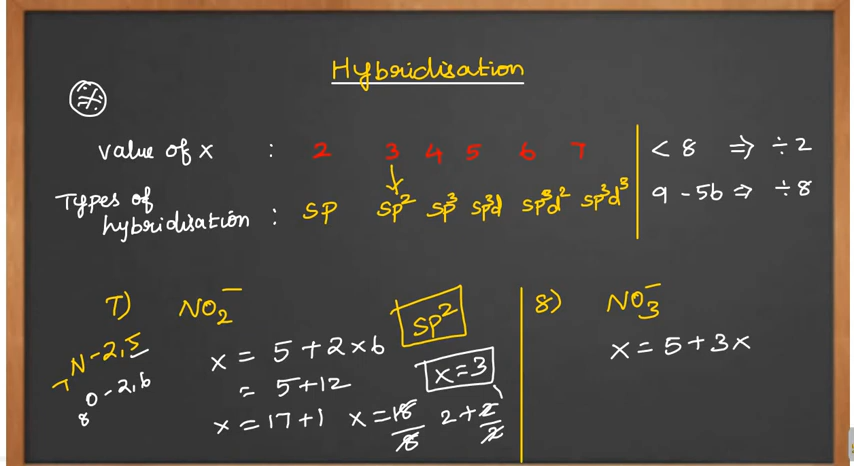 Hybridisation
value of x : 2 3 4 5 6 7
Types of hybridisation : sp sp² sp³ sp³d sp³d² sp³d³
< 8 ⇒ ÷2
9 - 56 ⇒ ÷8
7) NO₂⁻
sp²
N - 2,5
7
O - 2,6
8
x = 5 + 2 x 6
= 5 + 12
x = 17 + 1 x = 18/8 2 + 2/2
x = 3
8) NO₃⁻
x = 5 + 3 x